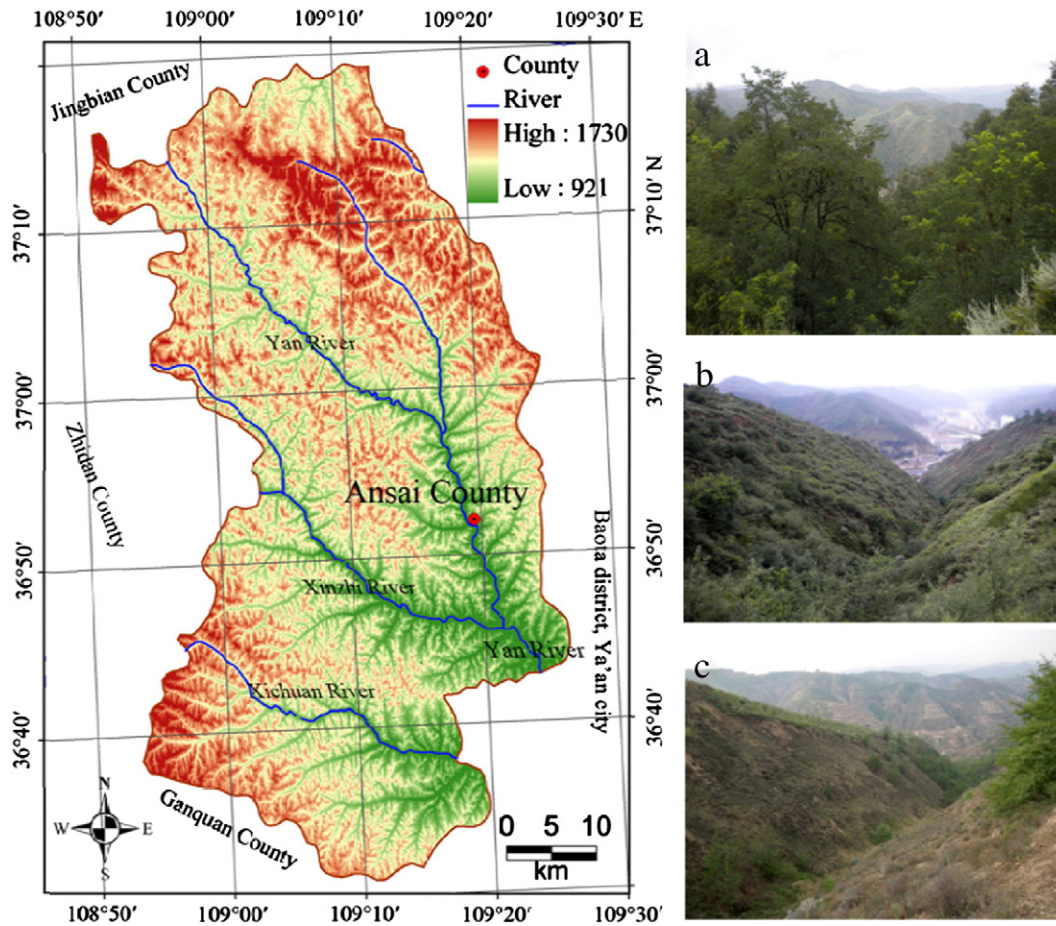 108°50′ 109°00′ 109°10′ 109°20′ 109°30′ E
Jingbian County
County
River
High : 1730
Low : 921
37°10′
37°10′ N
Yan River
37°00′
37°00′
Zhidan County
Ansai County
36°50′
36°50′
Xinzhi River
Yan River
Baota district, Ya'an city
Xichuan River
36°40′
36°40′
Ganquan County
N
W E
S
0 5 10
km
108°50′ 109°00′ 109°10′ 109°20′ 109°30′
a
b
c